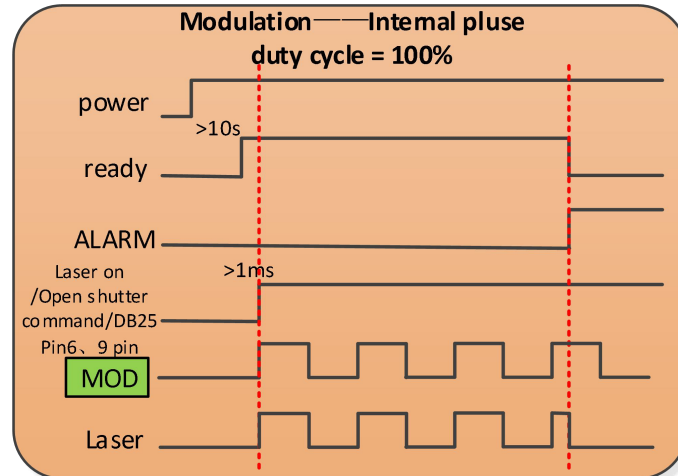 Modulation——Internal pluse
duty cycle = 100%
power
>10s
ready
ALARM
>1ms
Laser on
/Open shutter
command/DB25
Pin6、9 pin
MOD
Laser